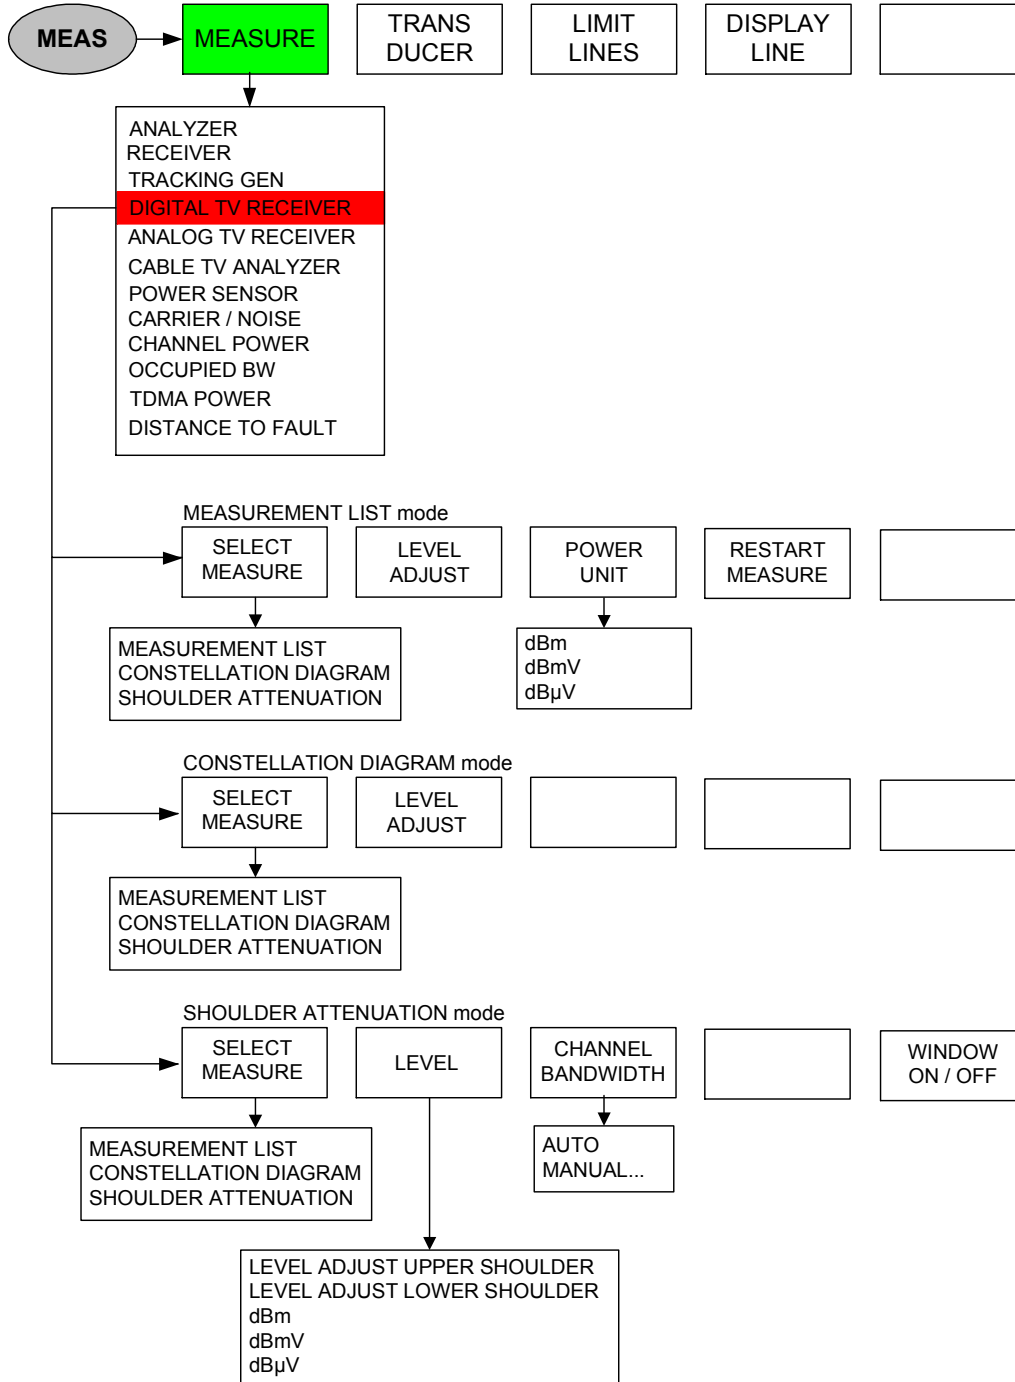 MEAS
MEASURE
TRANS
DUCER
LIMIT
LINES
DISPLAY
LINE
ANALYZER
RECEIVER
TRACKING GEN
DIGITAL TV RECEIVER
ANALOG TV RECEIVER
CABLE TV ANALYZER
POWER SENSOR
CARRIER / NOISE
CHANNEL POWER
OCCUPIED BW
TDMA POWER
DISTANCE TO FAULT
MEASUREMENT LIST mode
SELECT
MEASURE
LEVEL
ADJUST
POWER
UNIT
RESTART
MEASURE
MEASUREMENT LIST
CONSTELLATION DIAGRAM
SHOULDER ATTENUATION
dBm
dBmV
dBµV
CONSTELLATION DIAGRAM mode
SELECT
MEASURE
LEVEL
ADJUST
MEASUREMENT LIST
CONSTELLATION DIAGRAM
SHOULDER ATTENUATION
SHOULDER ATTENUATION mode
SELECT
MEASURE
LEVEL
CHANNEL
BANDWIDTH
WINDOW
ON / OFF
MEASUREMENT LIST
CONSTELLATION DIAGRAM
SHOULDER ATTENUATION
AUTO
MANUAL...
LEVEL ADJUST UPPER SHOULDER
LEVEL ADJUST LOWER SHOULDER
dBm
dBmV
dBµV